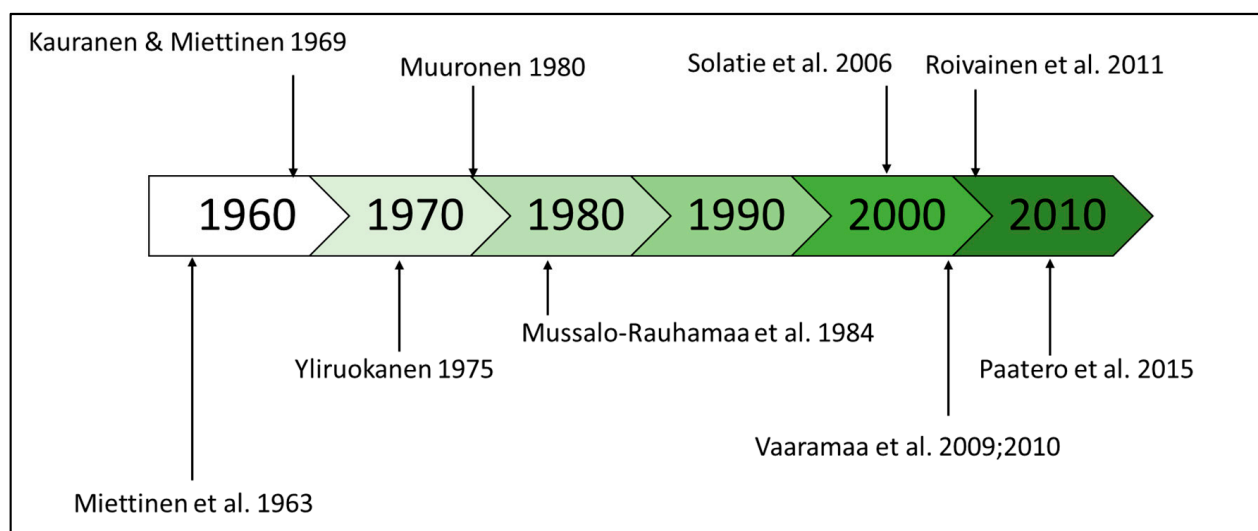 Kauranen & Miettinen 1969
Muuronen 1980
Solatie et al. 2006
Roivainen et al. 2011
1960
1970
1980
1990
2000
2010
Mussalo-Rauhamaa et al. 1984
Yliruokanen 1975
Paatero et al. 2015
Vaaramaa et al. 2009;2010
Miettinen et al. 1963